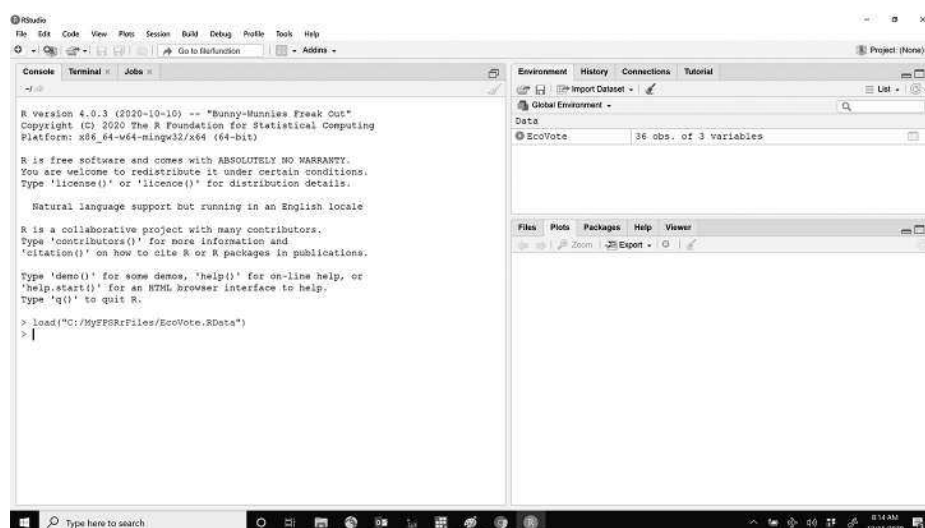 RStudio
File Edit Code View Plots Session Build Debug Profile Tools Help
Go to file/function Addins
Project: (None)
Console Terminal Jobs
~/
R version 4.0.3 (2020-10-10) -- "Bunny-Wunnies Freak Out"
Copyright (C) 2020 The R Foundation for Statistical Computing
Platform: x86_64-w64-mingw32/x64 (64-bit)
R is free software and comes with ABSOLUTELY NO WARRANTY.
You are welcome to redistribute it under certain conditions.
Type 'license()' or 'licence()' for distribution details.
Natural language support but running in an English locale
R is a collaborative project with many contributors.
Type 'contributors()' for more information and
'citation()' on how to cite R or R packages in publications.
Type 'demo()' for some demos, 'help()' for on-line help, or
'help.start()' for an HTML browser interface to help.
Type 'q()' to quit R.
> load("C:/MyFPSRrFiles/EcoVote.RData")
>
Environment History Connections Tutorial
Import Dataset List
Global Environment
Data
EcoVote 36 obs. of 3 variables
Files Plots Packages Help Viewer
Zoom Export
Type here to search
8:14 AM